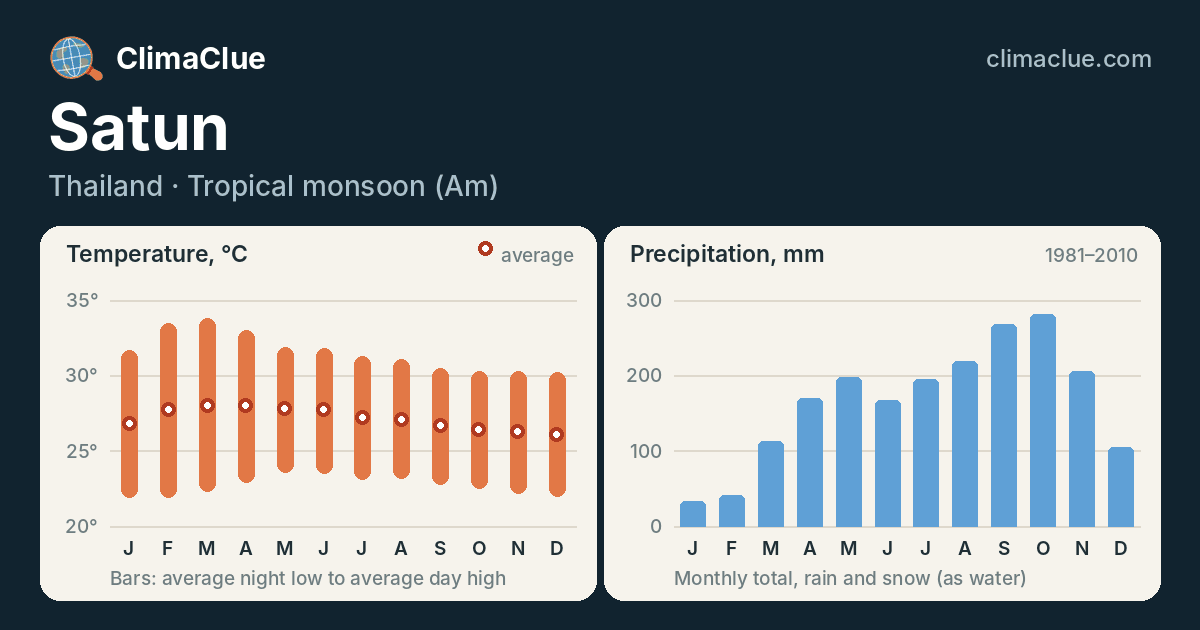 ClimaClue
climaclue.com
Satun
Thailand · Tropical monsoon (Am)
Temperature, °C
average
35°
30°
25°
20°
J F M A M J J A S O N D
Bars: average night low to average day high
Precipitation, mm
1981–2010
300
200
100
0
J F M A M J J A S O N D
Monthly total, rain and snow (as water)